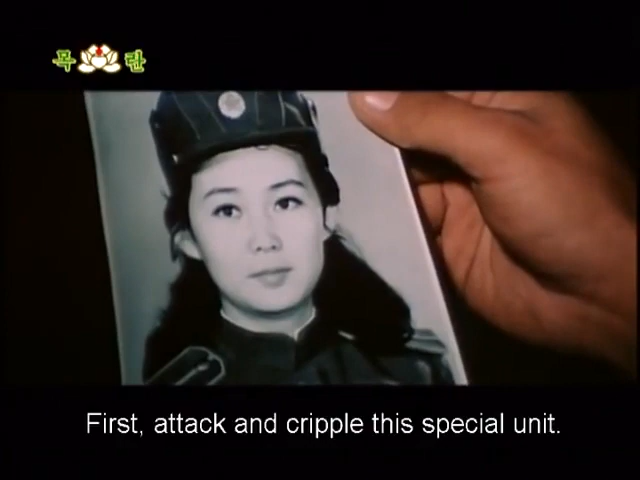 목란
First, attack and cripple this special unit.